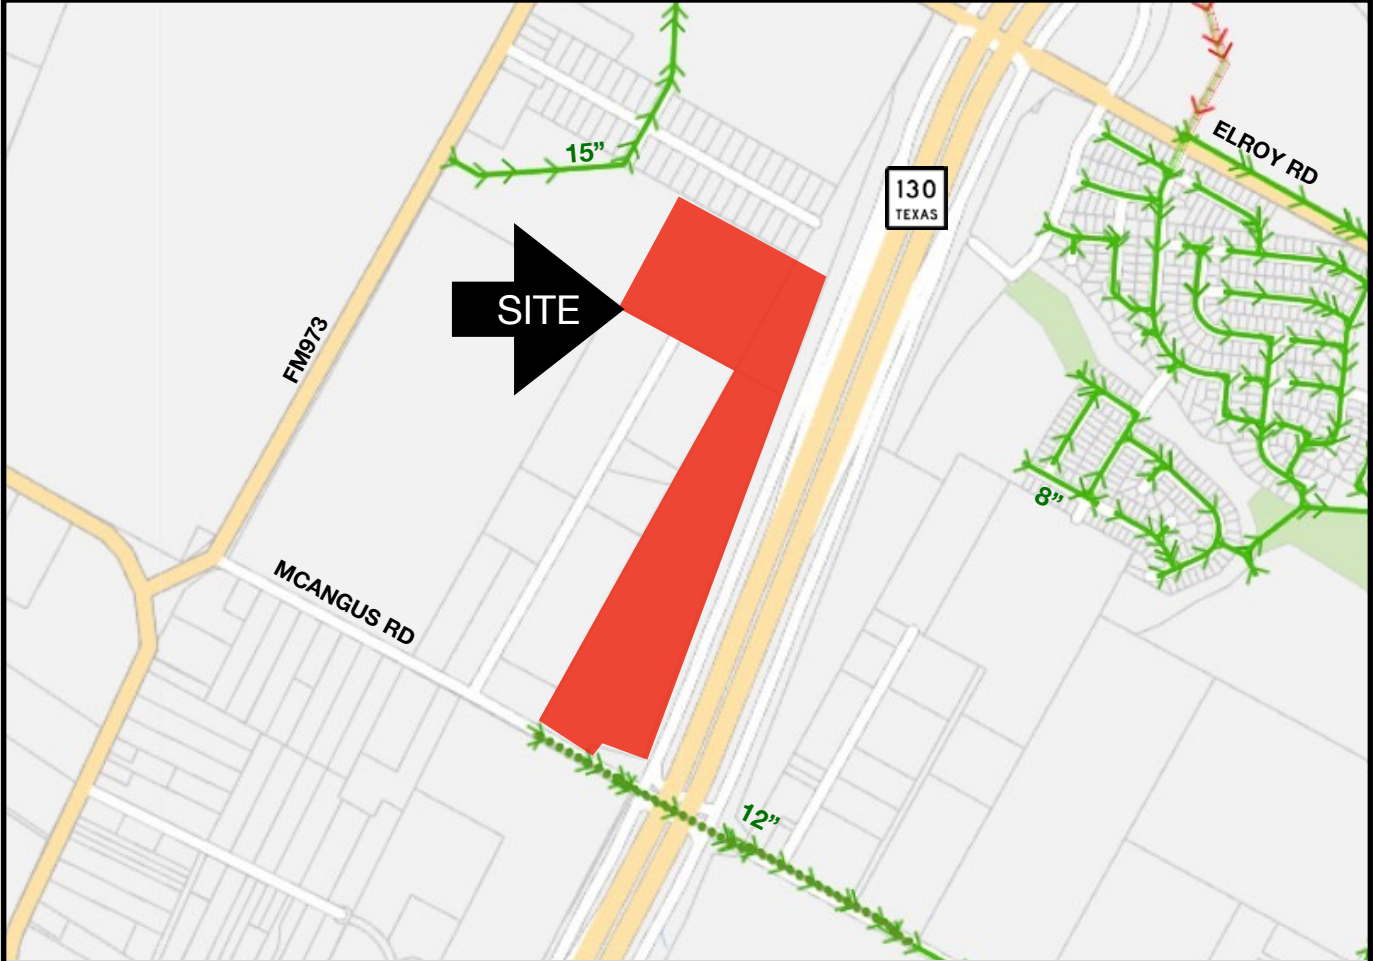 ELROY RD
15”
130
TEXAS
SITE
FM973
8”
MCANGUS RD
12”